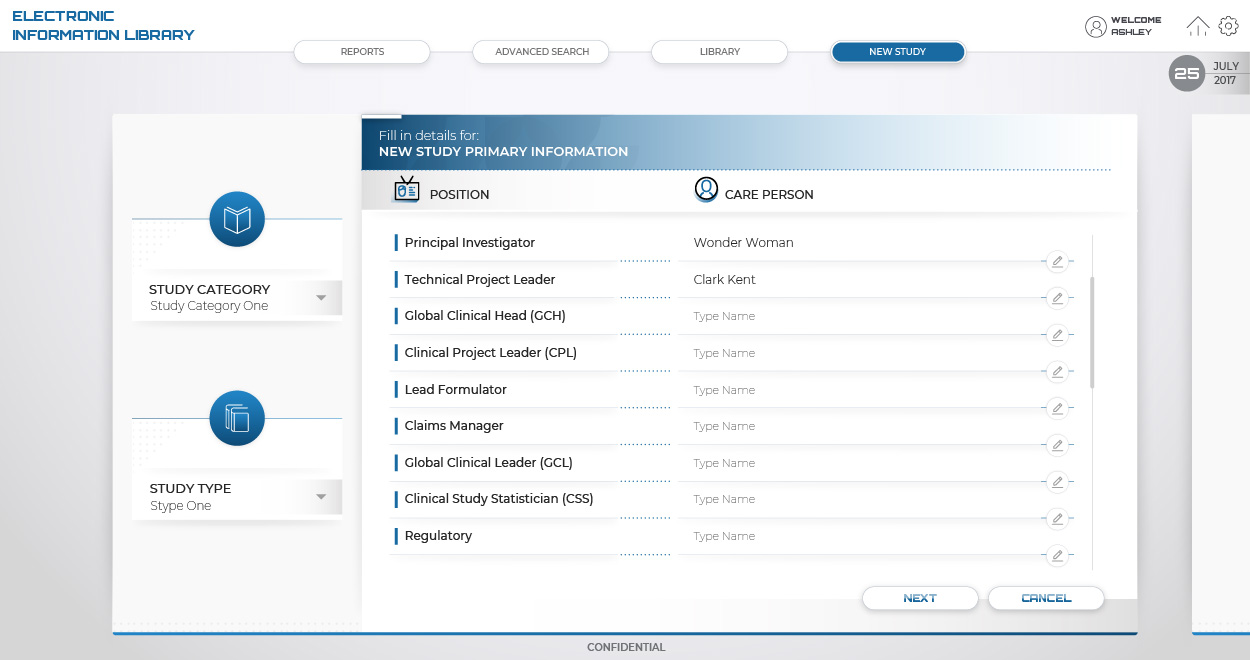 ELECTRONIC
INFORMATION LIBRARY
WELCOME
ASHLEY
REPORTS
ADVANCED SEARCH
LIBRARY
NEW STUDY
25
JULY
2017
Fill in details for:
NEW STUDY PRIMARY INFORMATION
POSITION
CARE PERSON
STUDY CATEGORY
Study Category One
STUDY TYPE
Stype One
Principal Investigator
Wonder Woman
Technical Project Leader
Clark Kent
Global Clinical Head (GCH)
Type Name
Clinical Project Leader (CPL)
Type Name
Lead Formulator
Type Name
Claims Manager
Type Name
Global Clinical Leader (GCL)
Type Name
Clinical Study Statistician (CSS)
Type Name
Regulatory
Type Name
NEXT
CANCEL
CONFIDENTIAL